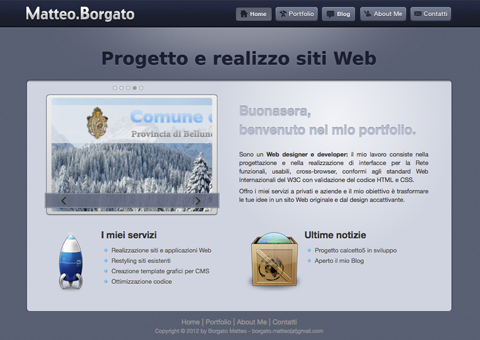 Matteo.Borgato
Home
Portfolio
Blog
About Me
Contatti
Progetto e realizzo siti Web
Comune
Provincia di Bellun
Buonasera,
benvenuto nel mio portfolio.
Sono un Web designer e developer: il mio lavoro consiste nella
progettazione e nella realizzazione di interfacce per la Rete
funzionali, usabili, cross-browser, conformi agli standard Web
Internazionali del W3C con validazione del codice HTML e CSS.
Offro i miei servizi a privati e aziende e il mio obiettivo è trasformare
le tue idee in un sito Web originale e dal design accattivante.
I miei servizi
Realizzazione siti e applicazioni Web
Restyling siti esistenti
Creazione template grafici per CMS
Ottimizzazione codice
Ultime notizie
Progetto calcetto5 in sviluppo
Aperto il mio Blog
Home | Portfolio | About Me | Contatti
Copyright © 2012 by Borgato Matteo - borgato.matteo[at]gmail.com